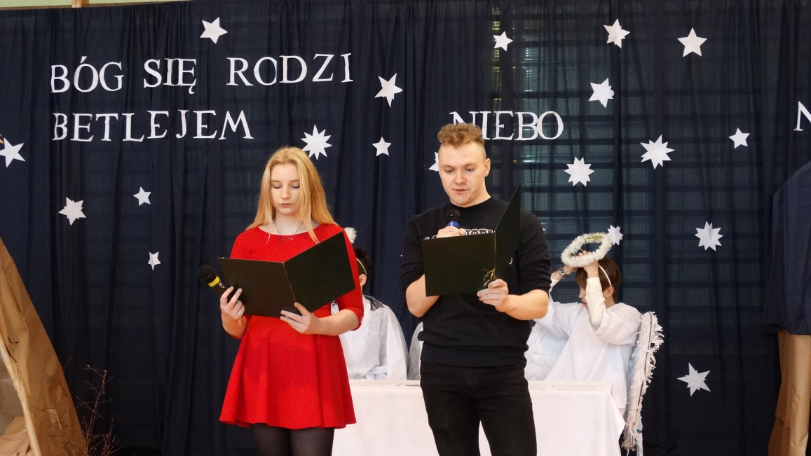 BÓG SIĘ RODZI
BETLEJEM
NIEBO
N